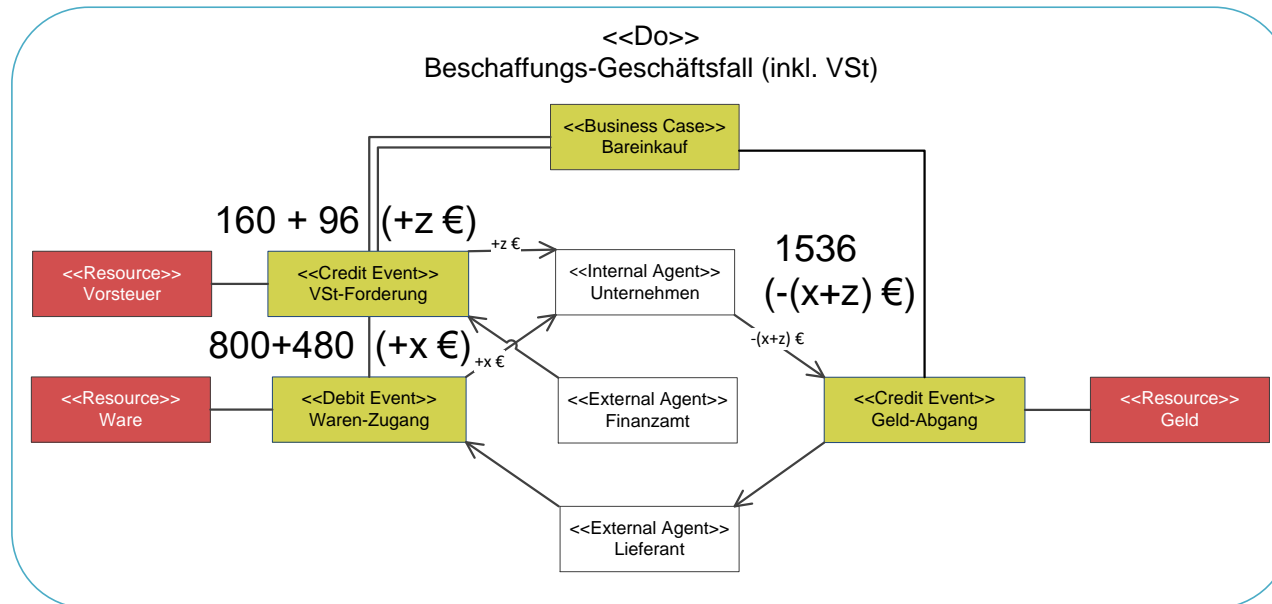 <<Do>>
Beschaffungs-Geschäftsfall (inkl. VSt)
<<Business Case>>
Bareinkauf
160 + 96 (+z €)
+z €
<<Resource>>
Vorsteuer
<<Credit Event>>
VSt-Forderung
<<Internal Agent>>
Unternehmen
1536
(-(x+z) €)
-(x+z) €
800+480 (+x €)
+x €
<<Resource>>
Ware
<<Debit Event>>
Waren-Zugang
<<External Agent>>
Finanzamt
<<Credit Event>>
Geld-Abgang
<<Resource>>
Geld
<<External Agent>>
Lieferant